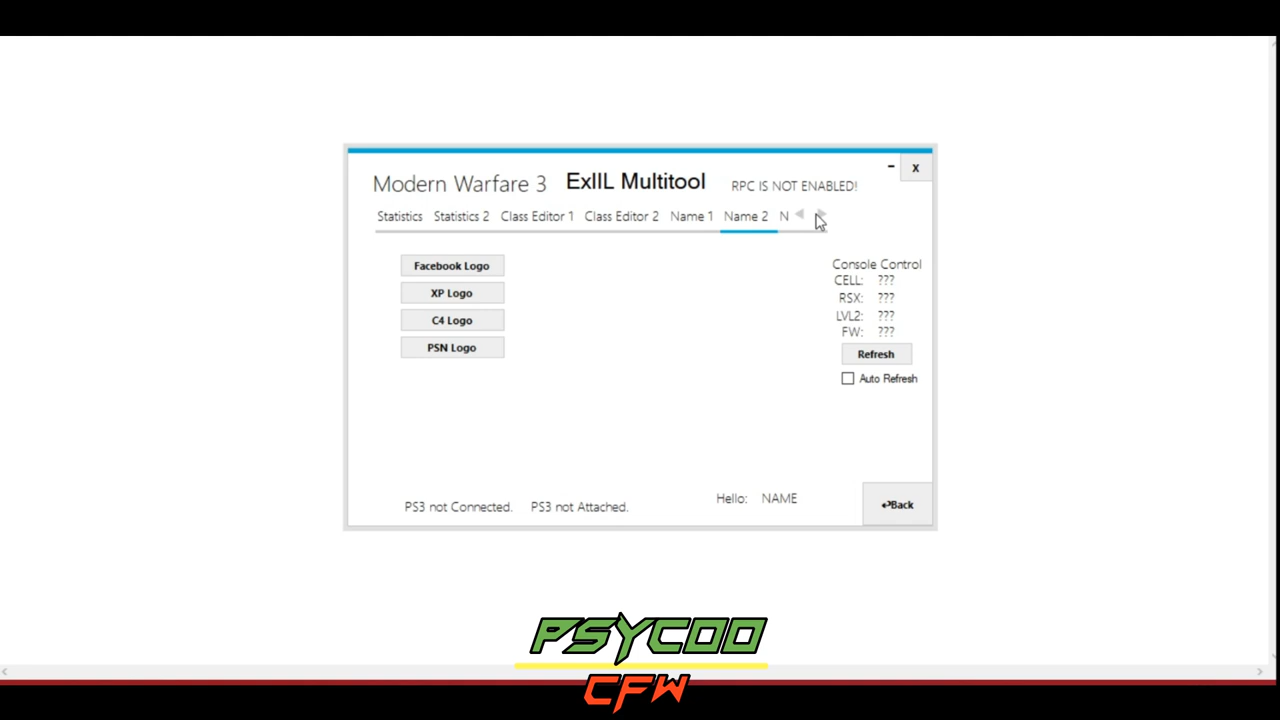 Modern Warfare 3 ExIIL Multitool RPC IS NOT ENABLED!
- x
Statistics Statistics 2 Class Editor 1 Class Editor 2 Name 1 Name 2 N
Facebook Logo
XP Logo
C4 Logo
PSN Logo
Console Control
CELL: ???
RSX: ???
LVL2: ???
FW: ???
Refresh
Auto Refresh
PS3 not Connected. PS3 not Attached.
Hello: NAME
Back
PSYCOO
CFW